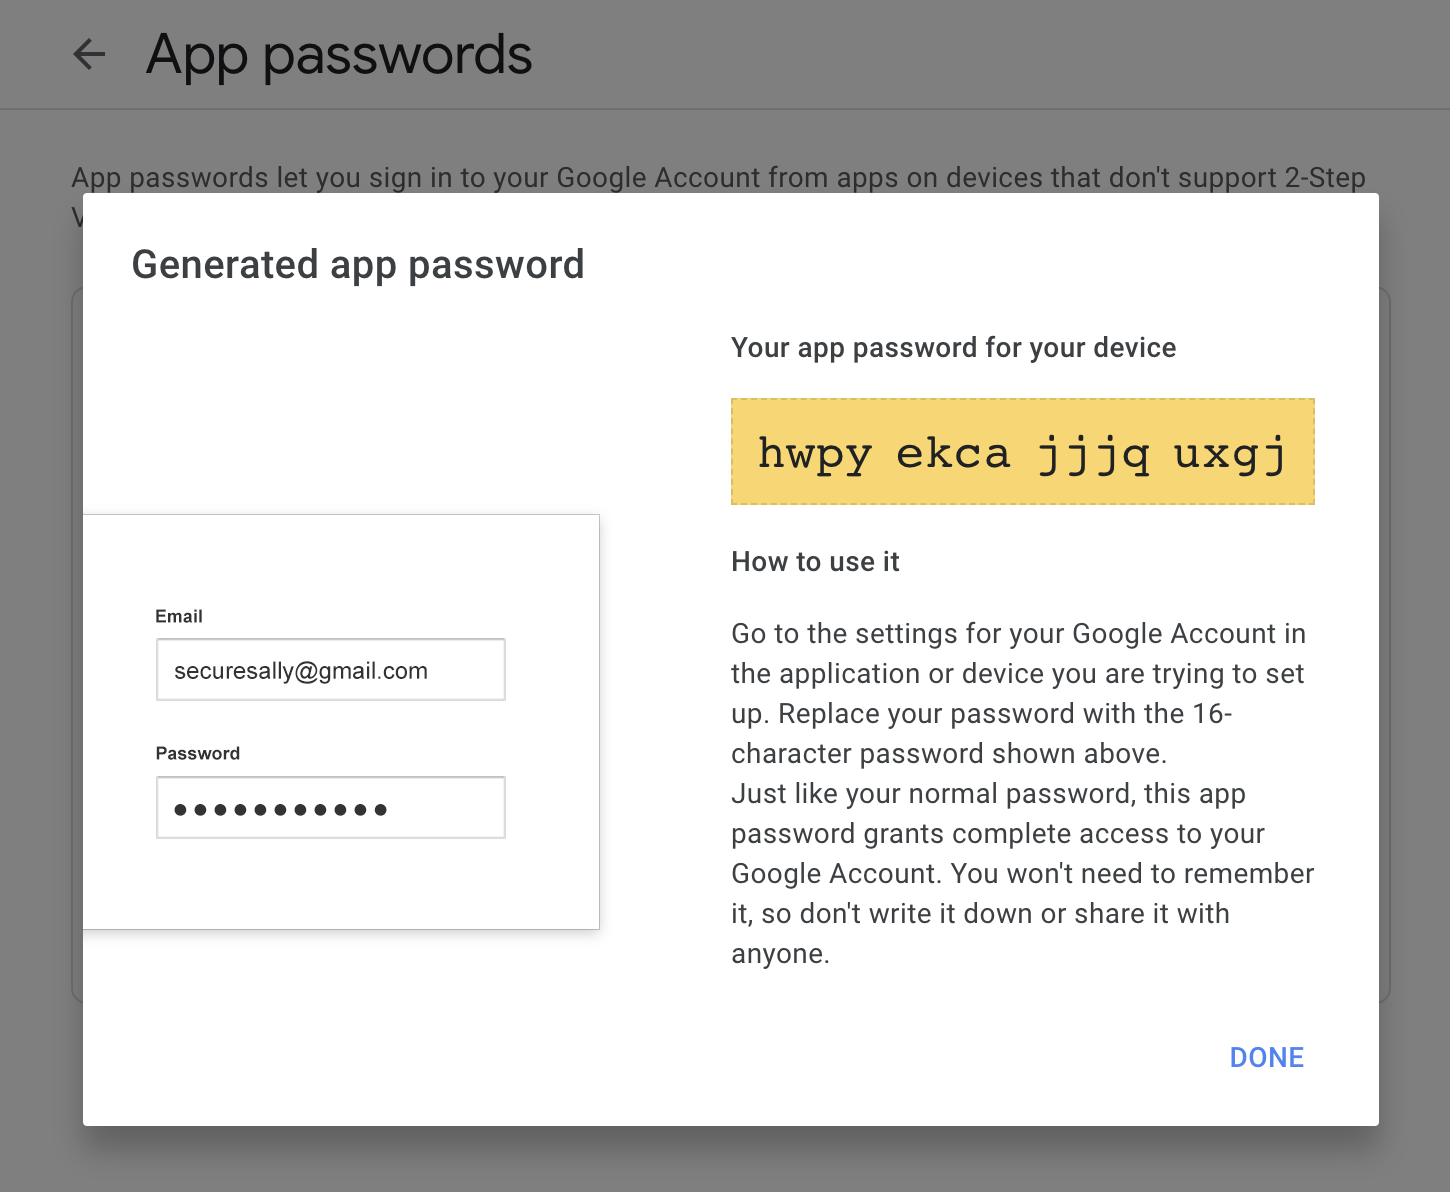 App passwords
App passwords let you sign in to your Google Account from apps on devices that don't support 2-Step
Generated app password
Your app password for your device
hwpy ekca jjjq uxgj
How to use it
Go to the settings for your Google Account in
the application or device you are trying to set
up. Replace your password with the 16-
character password shown above.
Just like your normal password, this app
password grants complete access to your
Google Account. You won't need to remember
it, so don't write it down or share it with
anyone.
Email
securesally@gmail.com
Password
●●●●●●●●●●●
DONE